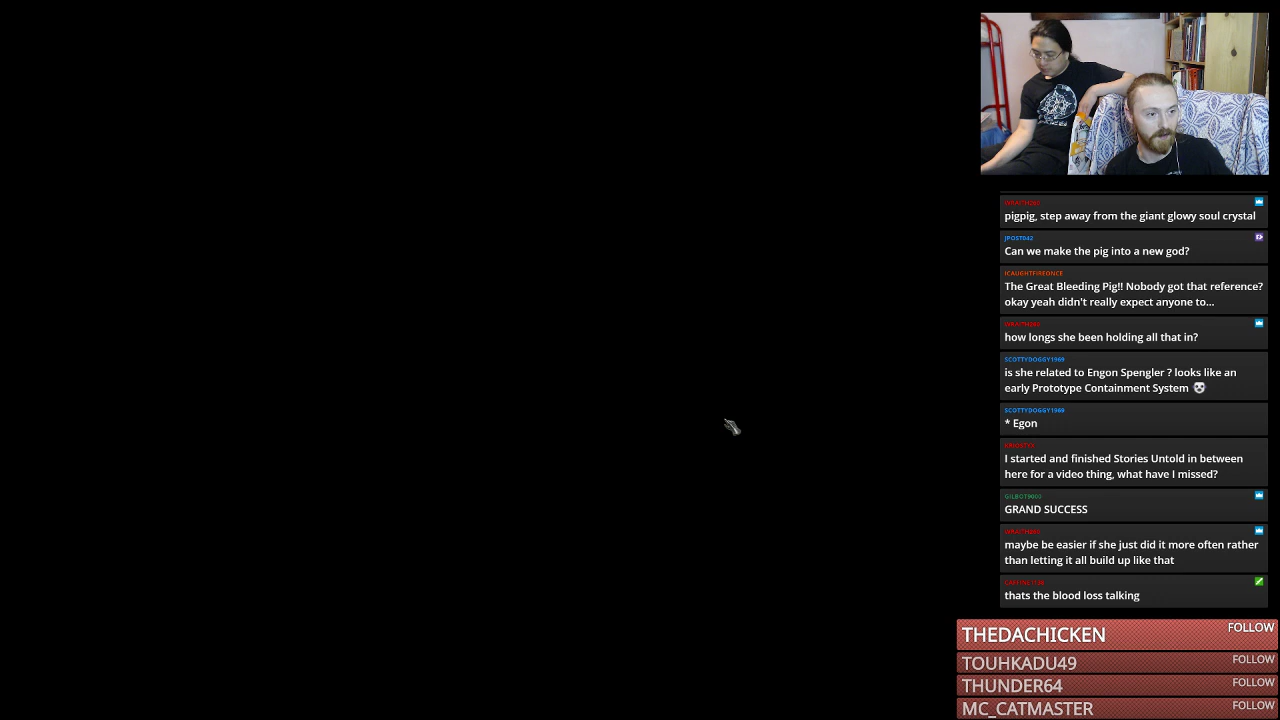 WRAITH206
pigpig, step away from the giant glowy soul crystal
JPOST042
Can we make the pig into a new god?
ICAUGHTFIREONCE
The Great Bleeding Pig!! Nobody got that reference?
okay yeah didn't really expect anyone to...
how longs she been holding all that in?
SCOTTYDOGGY1969
is she related to Engon Spengler ? looks like an
early Prototype Containment System
SCOTTYDOGGY1969
* Egon
I started and finished Stories Untold in between
here for a video thing, what have I missed?
GILBOT9000
GRAND SUCCESS
maybe be easier if she just did it more often rather
than letting it all build up like that
thats the blood loss talking
THEDACHICKEN FOLLOW
TOUHKADU49 FOLLOW
THUNDER64 FOLLOW
MC_CATMASTER FOLLOW